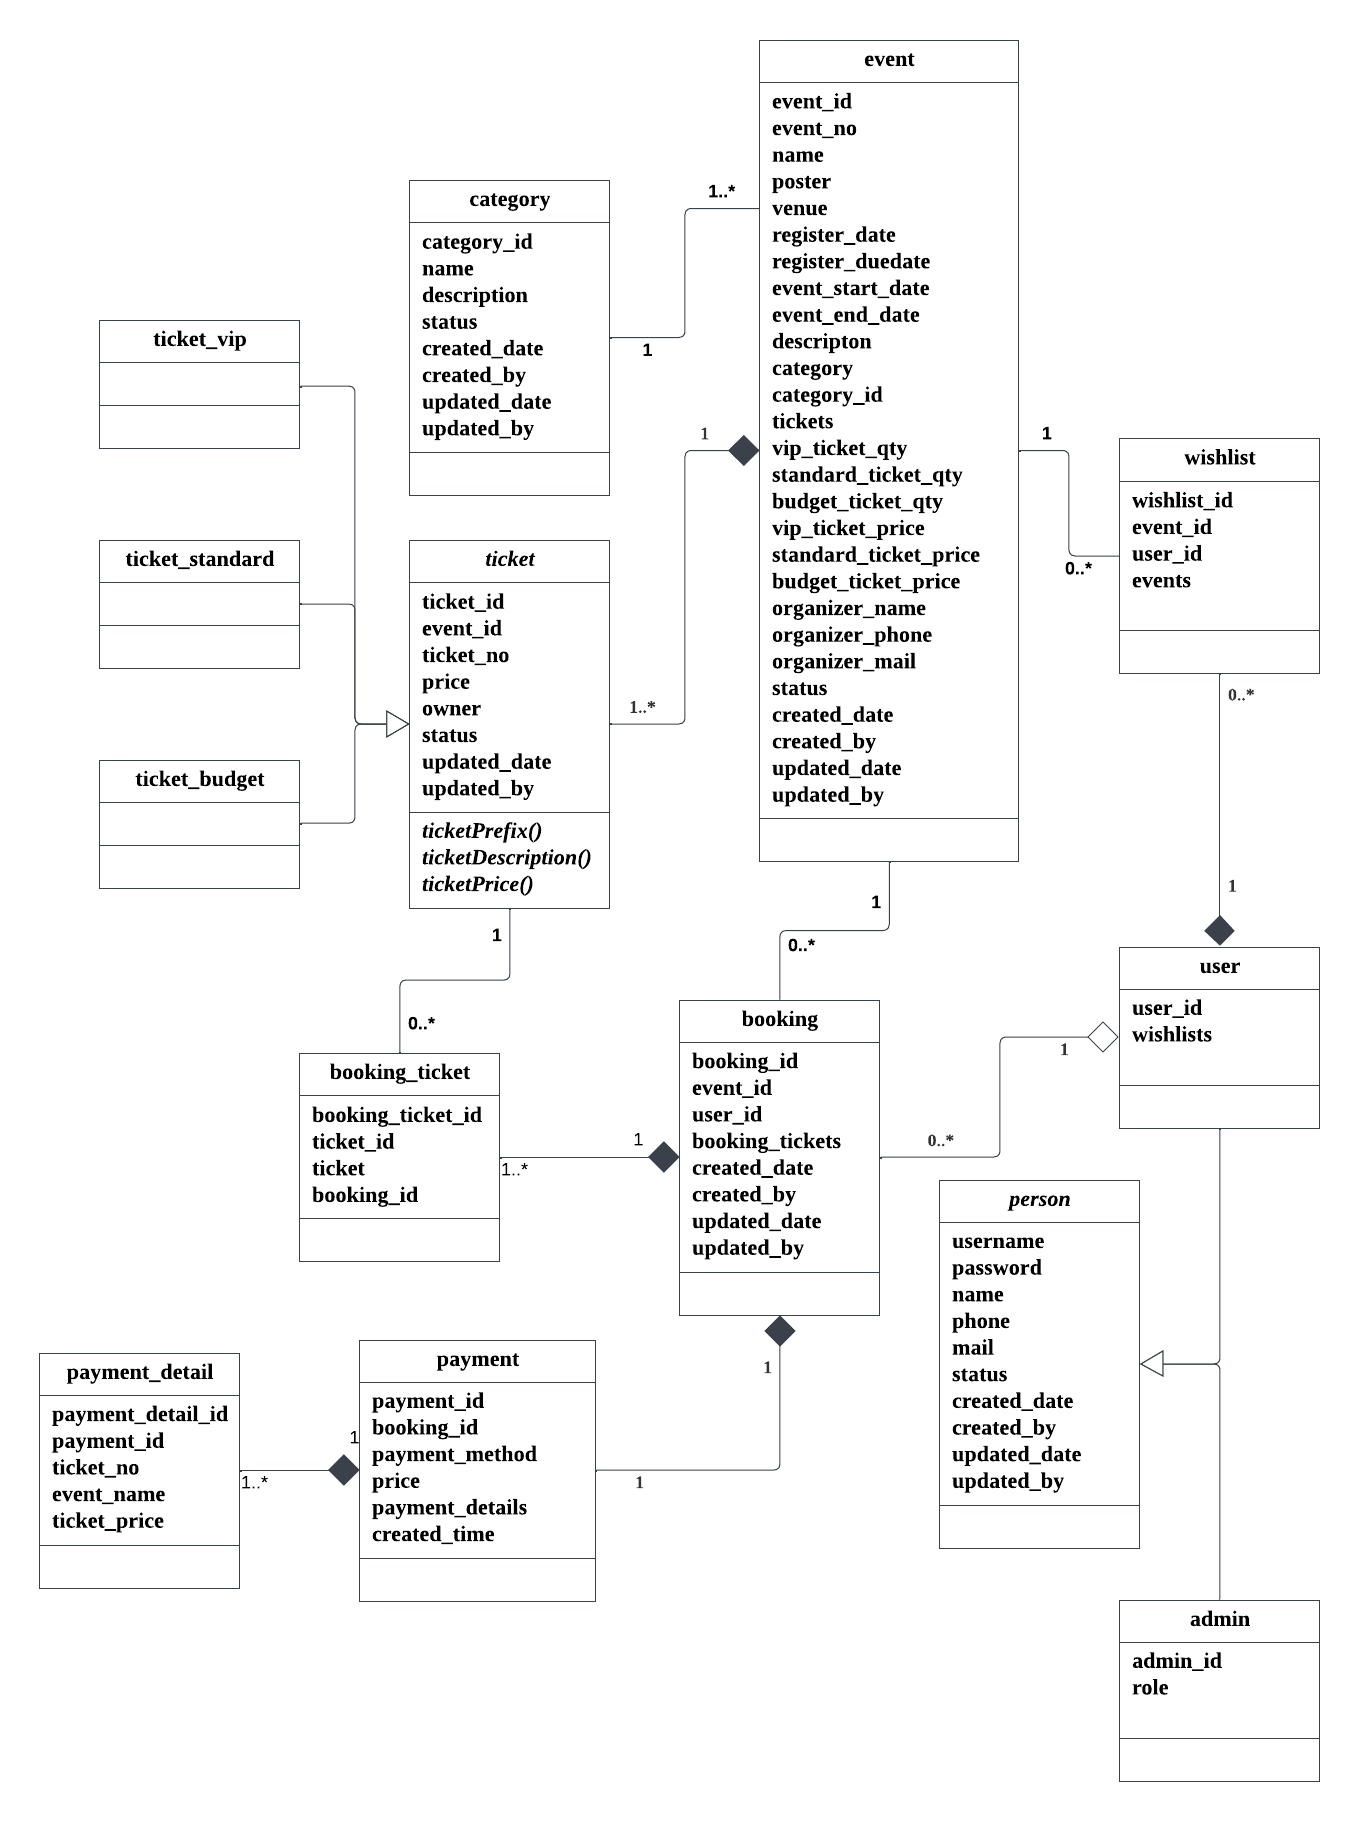 event
event_id
event_no
name
poster
venue
register_date
register_duedate
event_start_date
event_end_date
descripton
category
category_id
tickets
vip_ticket_qty
standard_ticket_qty
budget_ticket_qty
vip_ticket_price
standard_ticket_price
budget_ticket_price
organizer_name
organizer_phone
organizer_mail
status
created_date
created_by
updated_date
updated_by
1..*
1
category
category_id
name
description
status
created_date
created_by
updated_date
updated_by
ticket_vip
ticket_standard
ticket_budget
ticket
ticket_id
event_id
ticket_no
price
owner
status
updated_date
updated_by
ticketPrefix()
ticketDescription()
ticketPrice()
1
1..*
1
0..*
wishlist
wishlist_id
event_id
user_id
events
0..*
1
user
user_id
wishlists
1
0..*
1
0..*
1
0..*
booking_ticket
booking_ticket_id
ticket_id
ticket
booking_id
1
1..*
booking
booking_id
event_id
user_id
booking_tickets
created_date
created_by
updated_date
updated_by
person
username
password
name
phone
mail
status
created_date
created_by
updated_date
updated_by
payment_detail
payment_detail_id
payment_id
ticket_no
event_name
ticket_price
1
1..*
payment
payment_id
booking_id
payment_method
price
payment_details
created_time
1
1
admin
admin_id
role